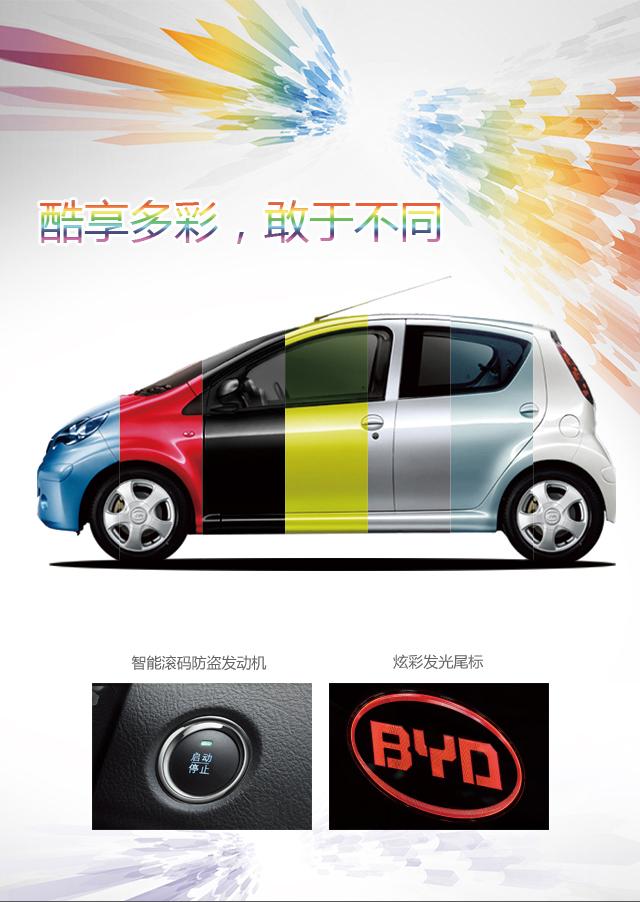 酷享多彩，敢于不同
智能滚码防盗发动机
炫彩发光尾标
启动
停止
BYD